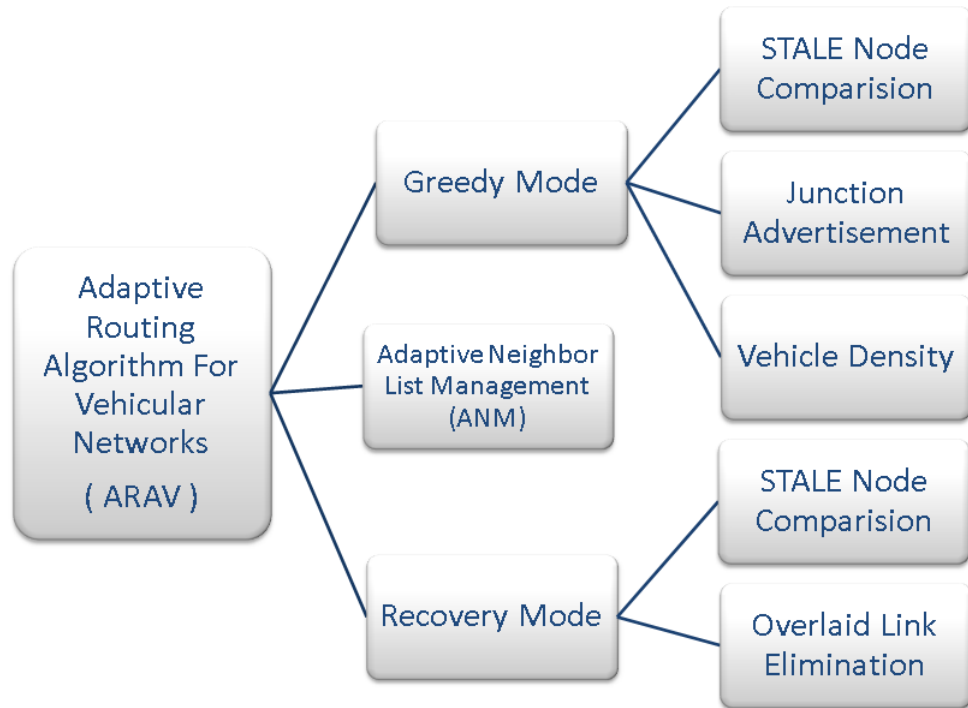 Adaptive
Routing
Algorithm For
Vehicular
Networks
( ARAV )
Greedy Mode
Adaptive Neighbor
List Management
(ANM)
Recovery Mode
STALE Node
Comparision
Junction
Advertisement
Vehicle Density
STALE Node
Comparision
Overlaid Link
Elimination